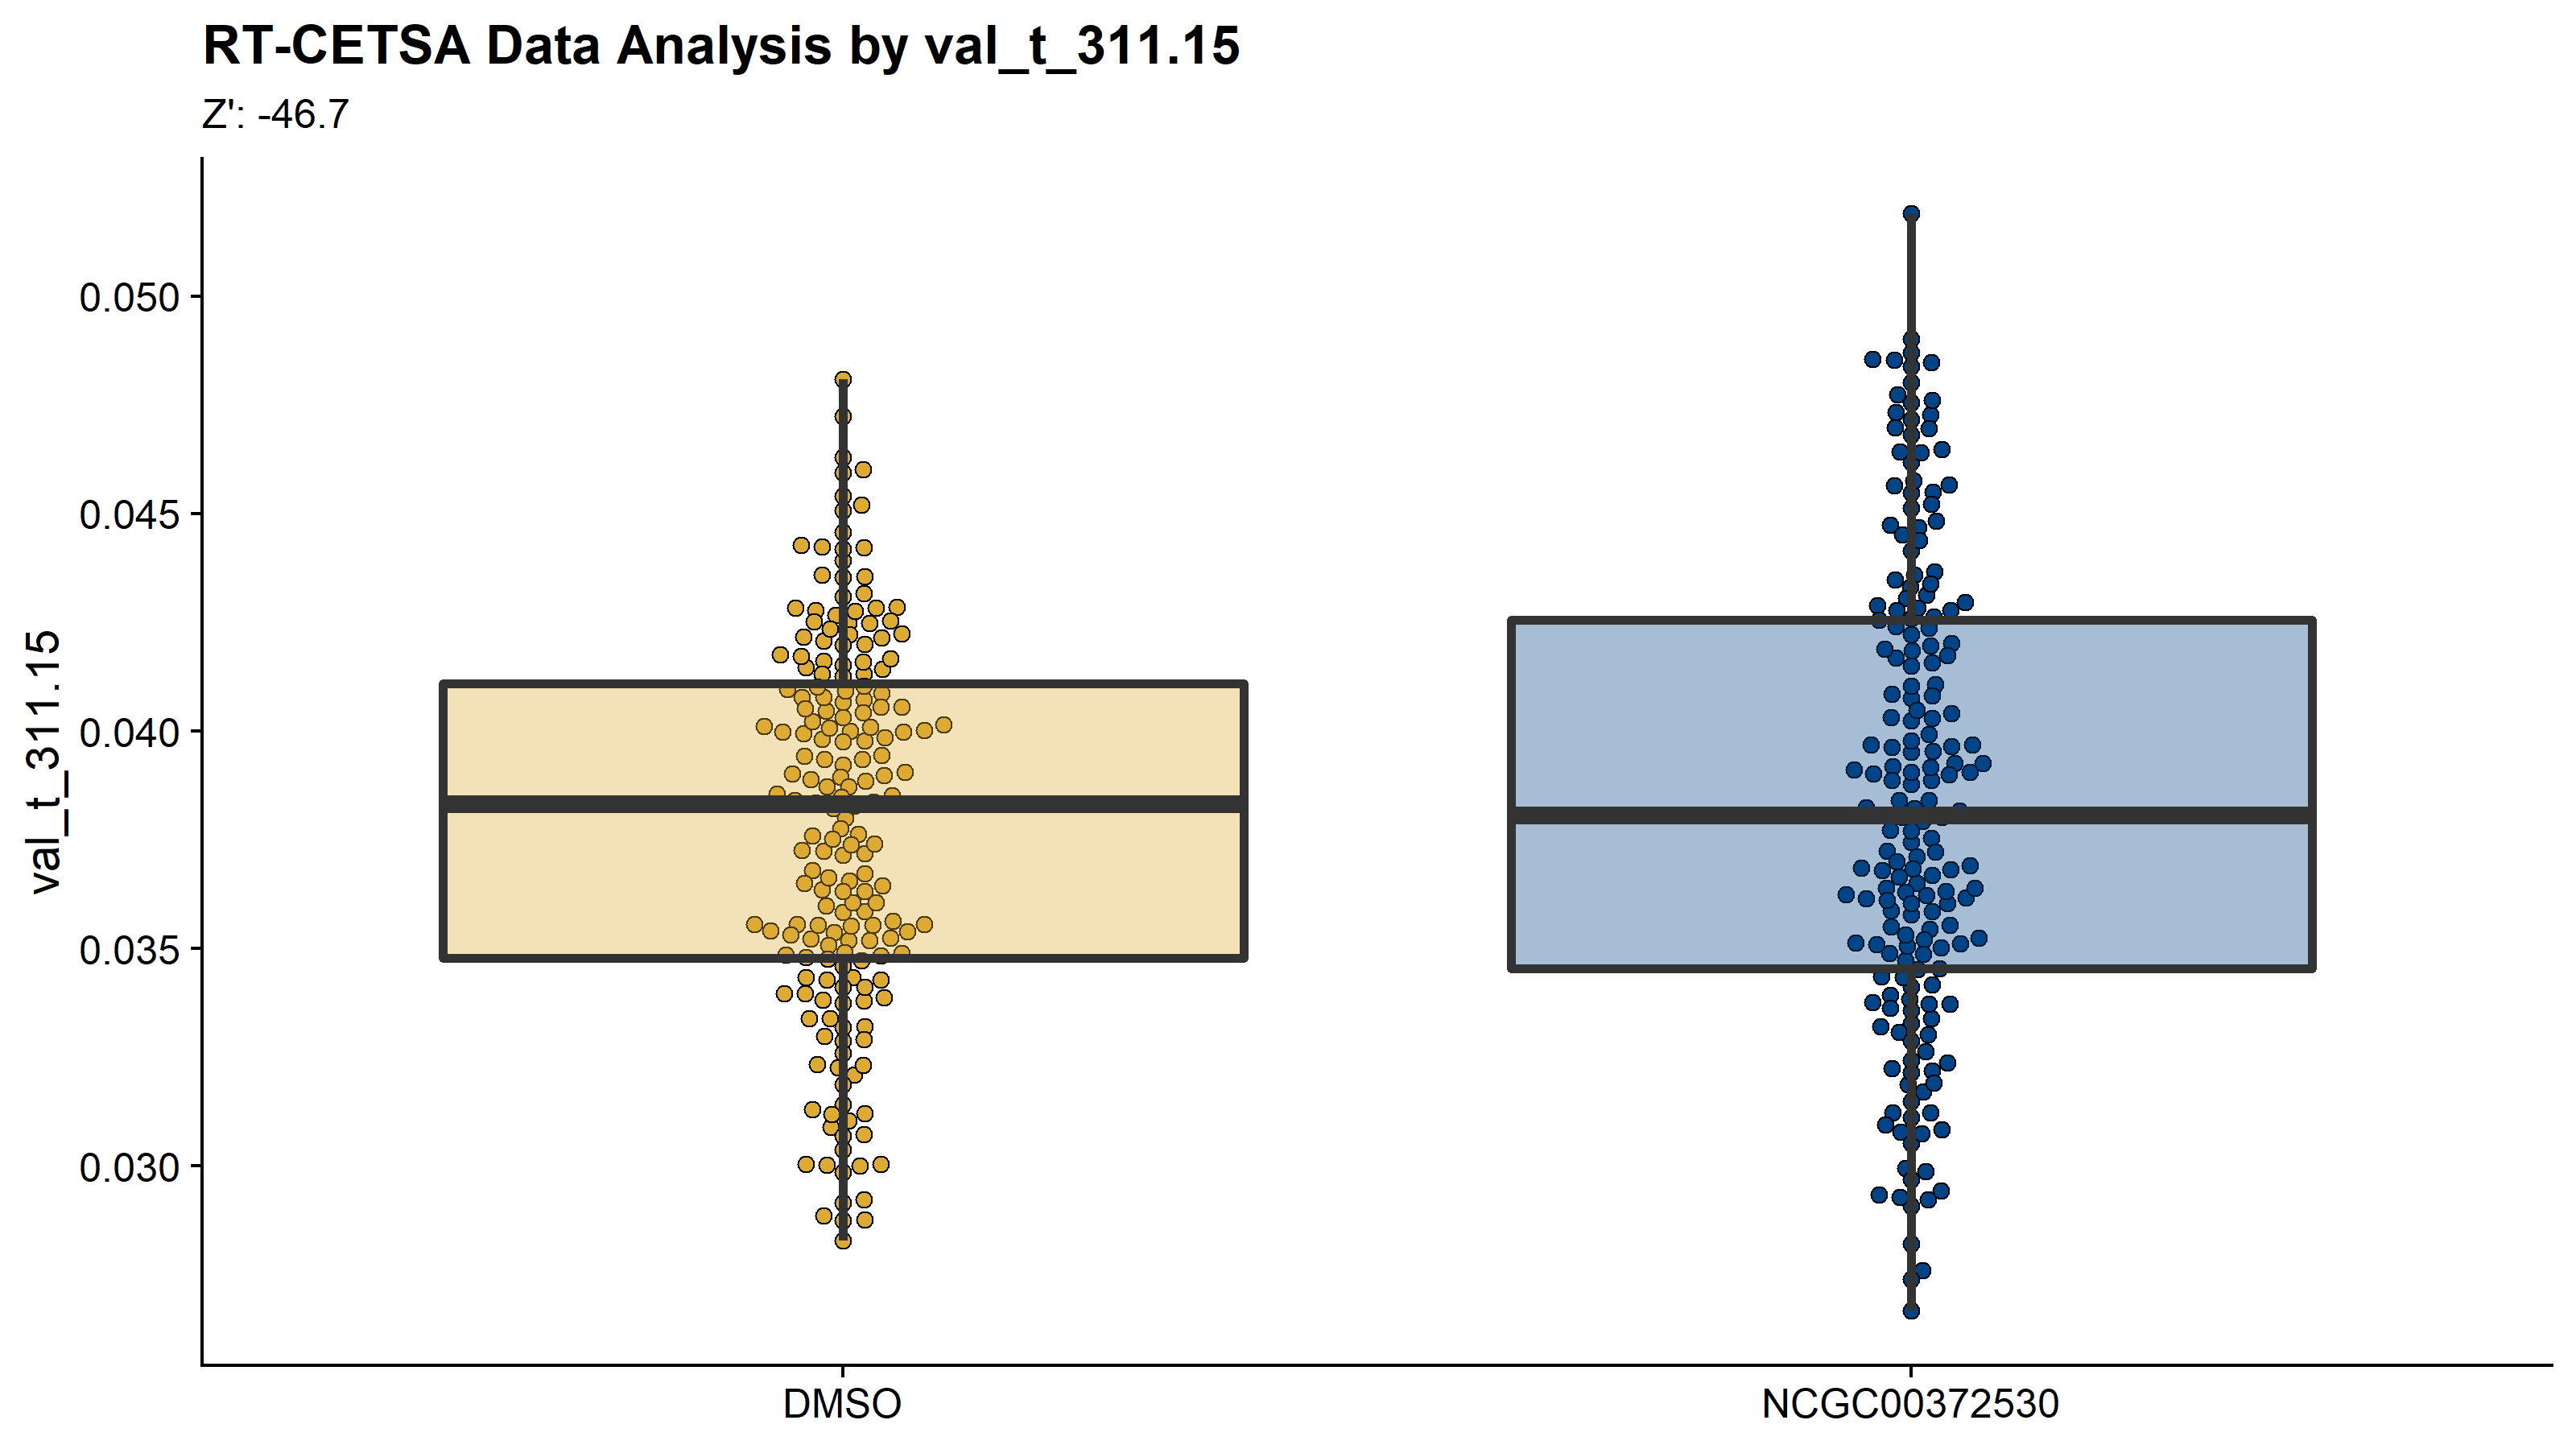 RT-CETSA Data Analysis by val_t_311.15
Z': -46.7
val_t_311.15
0.050
0.045
0.040
0.035
0.030
DMSO
NCGC00372530